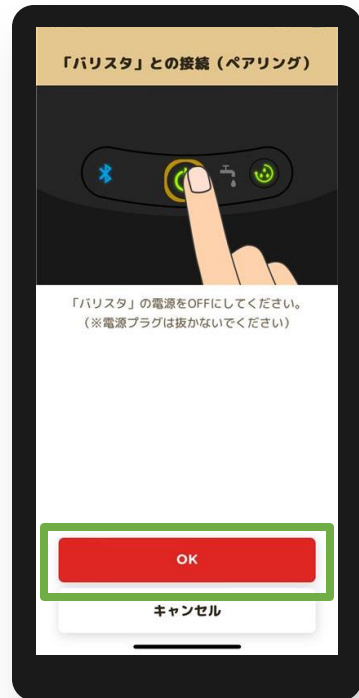 「バリスタ」との接続（ペアリング）
「バリスタ」の電源をOFFにしてください。
（※電源プラグは抜かないでください）
OK
キャンセル